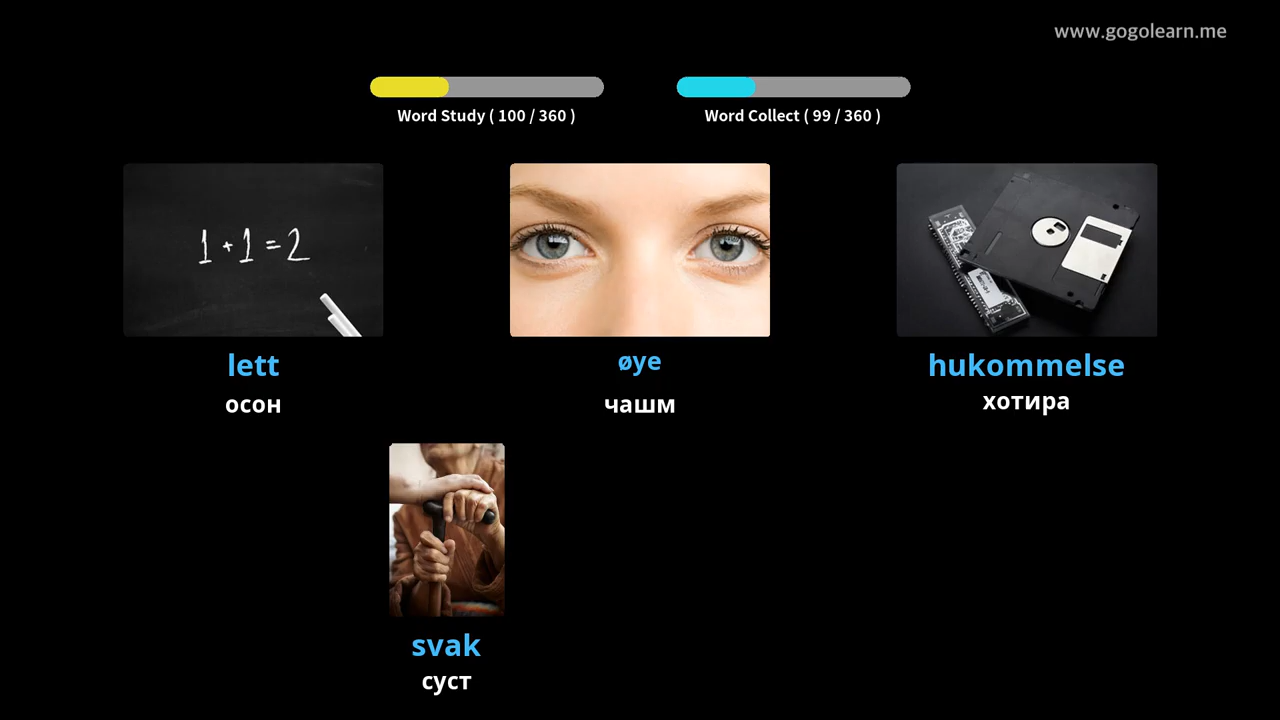 www.gogolearn.me
Word Study ( 100 / 360 )
Word Collect ( 99 / 360 )
1 + 1 = 2
lett
осон
øye
чашм
hukommelse
хотира
svak
суст